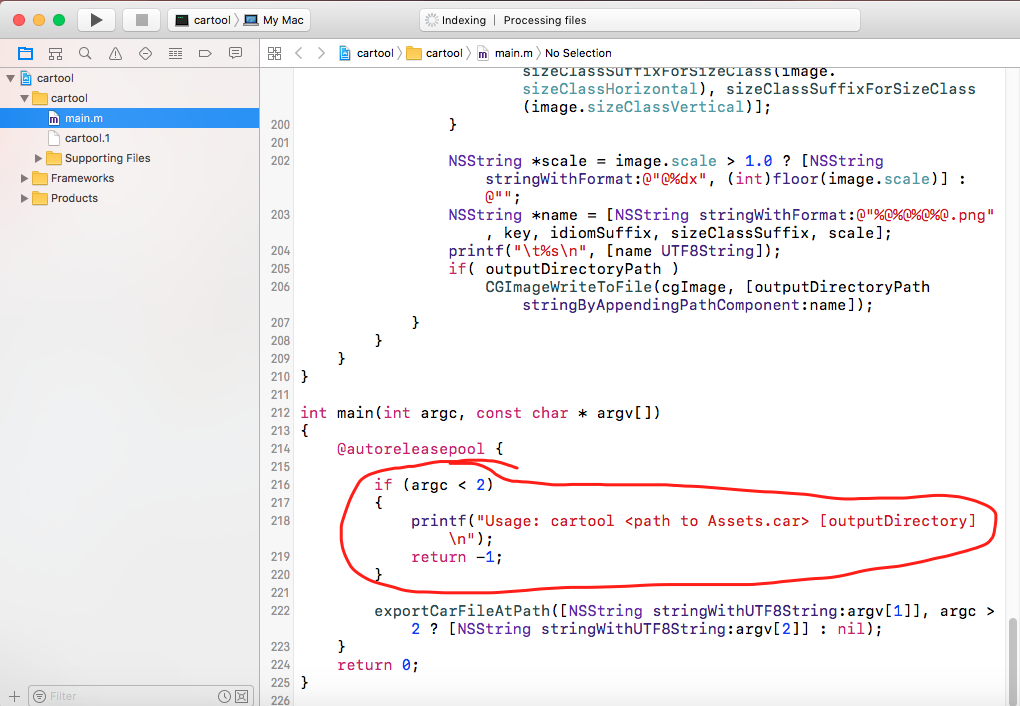 cartool
My Mac
Indexing | Processing files
cartool
cartool
main.m
No Selection
cartool
cartool
main.m
cartool.1
Supporting Files
Frameworks
Products
sizeClassSuffixForSizeClass(image.
sizeClassHorizontal), sizeClassSuffixForSizeClass
(image.sizeClassVertical)];
200 }
201
202 NSString *scale = image.scale > 1.0 ? [NSString
stringWithFormat:@"@%dx", (int)floor(image.scale)] :
@"";
203 NSString *name = [NSString stringWithFormat:@"%@%@%@%@.png"
, key, idiomSuffix, sizeClassSuffix, scale];
204 printf("\t%s\n", [name UTF8String]);
205 if( outputDirectoryPath )
206 CGImageWriteToFile(cgImage, [outputDirectoryPath
stringByAppendingPathComponent:name]);
207 }
208 }
209 }
210 }
211
212 int main(int argc, const char * argv[])
213 {
214 @autoreleasepool {
215
216 if (argc < 2)
217 {
218 printf("Usage: cartool <path to Assets.car> [outputDirectory]
\n");
219 return -1;
220 }
221
222 exportCarFileAtPath([NSString stringWithUTF8String:argv[1]], argc >
2 ? [NSString stringWithUTF8String:argv[2]] : nil);
223 }
224 return 0;
225 }
226
Filter